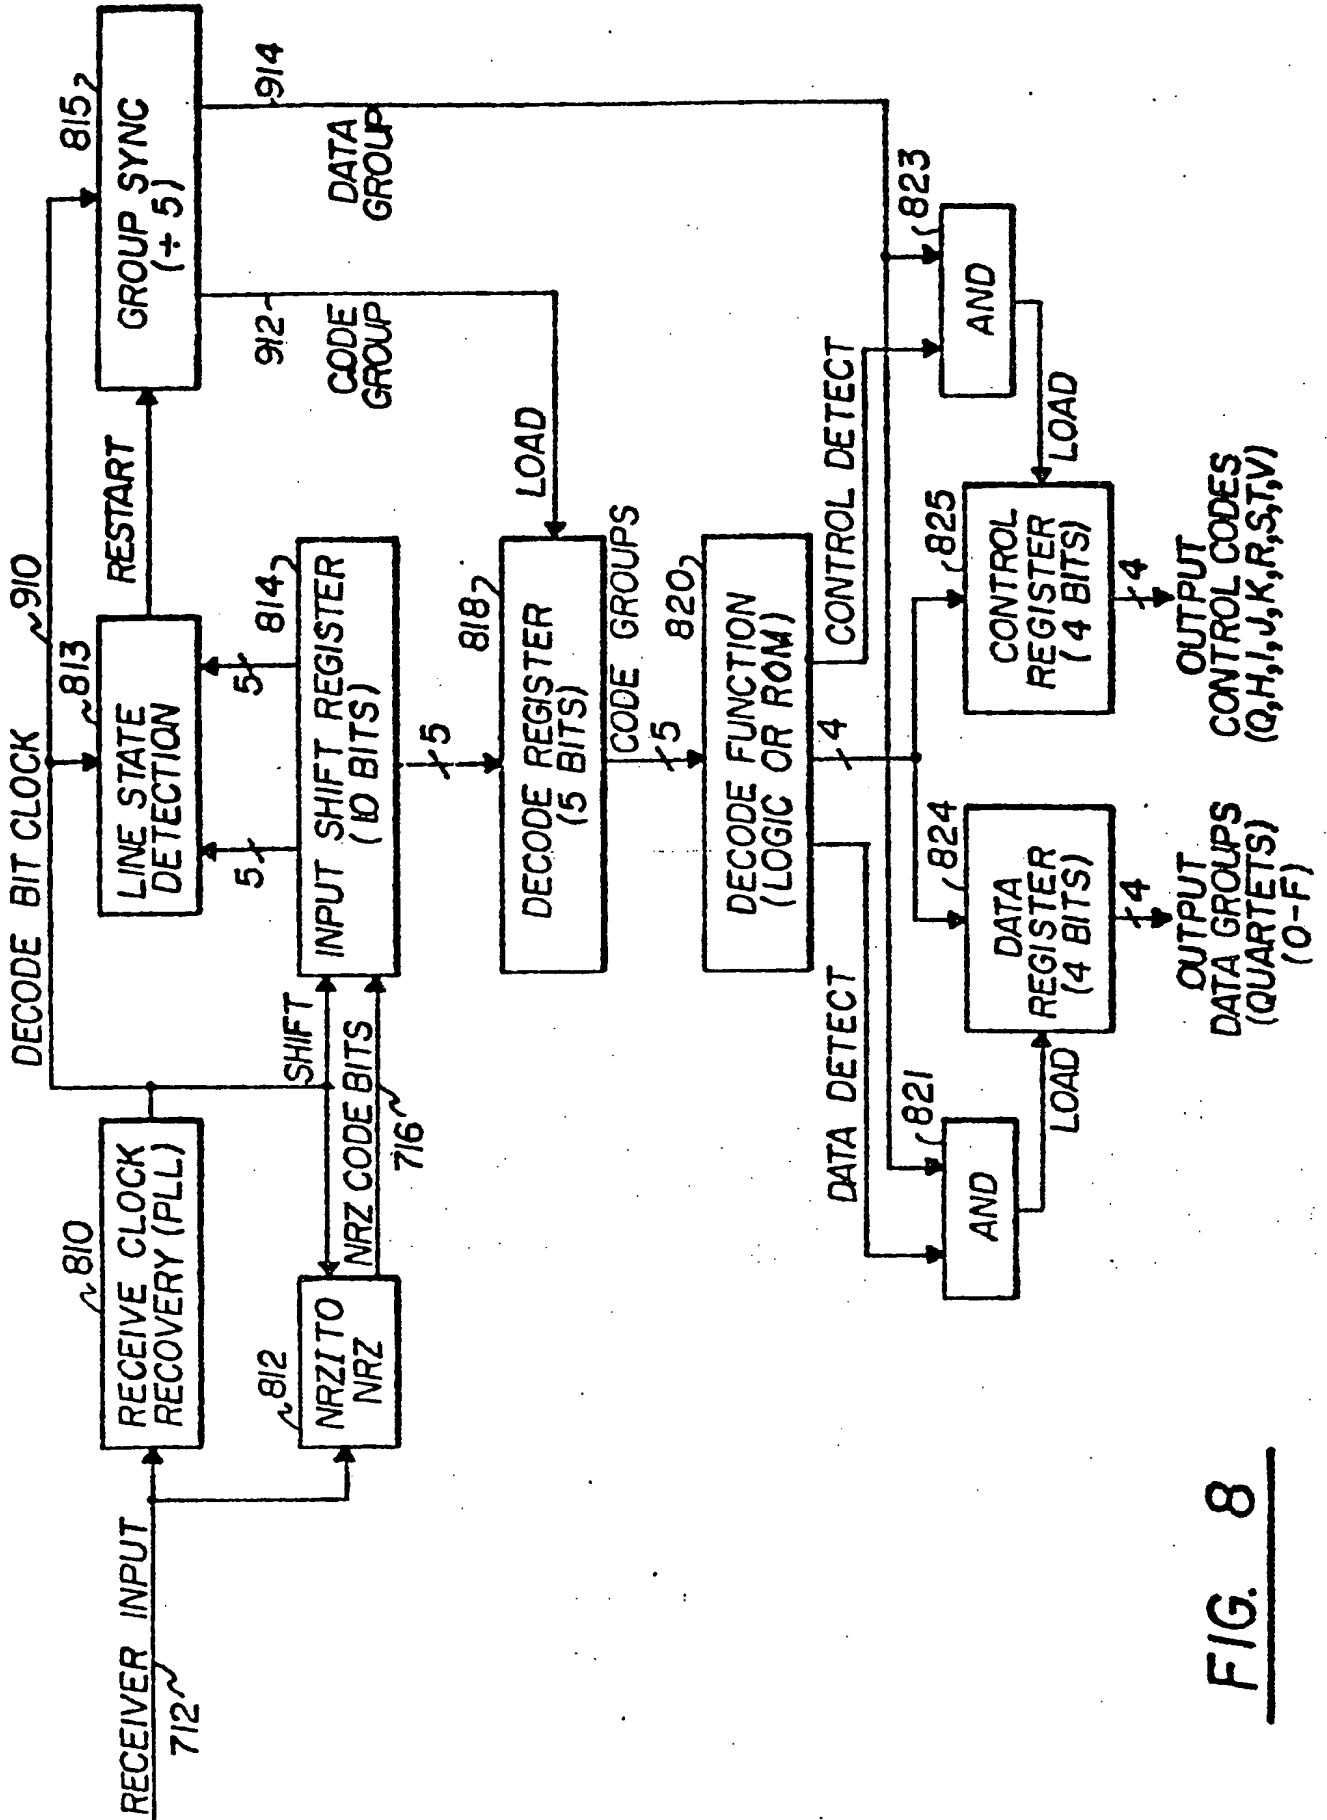 RECEIVER INPUT
712
810
RECEIVE CLOCK
RECOVERY (PLL)
812
NRZI TO
NRZ
DECODE BIT CLOCK
910
SHIFT
NRZ CODE BITS
716
813
LINE STATE
DETECTION
RESTART
815
GROUP SYNC
(÷ 5)
5
5
814
INPUT SHIFT REGISTER
(10 BITS)
912
CODE
GROUP
914
DATA
GROUP
5
818
DECODE REGISTER
(5 BITS)
LOAD
CODE GROUPS
5
820
DECODE FUNCTION
(LOGIC OR ROM)
DATA DETECT
4
CONTROL DETECT
821
AND
LOAD
824
DATA
REGISTER
(4 BITS)
825
CONTROL
REGISTER
(4 BITS)
LOAD
823
AND
4
OUTPUT
DATA GROUPS
(QUARTETS)
(0-F)
4
OUTPUT
CONTROL CODES
(Q,H,I,J,K,R,S,T,V)
FIG. 8